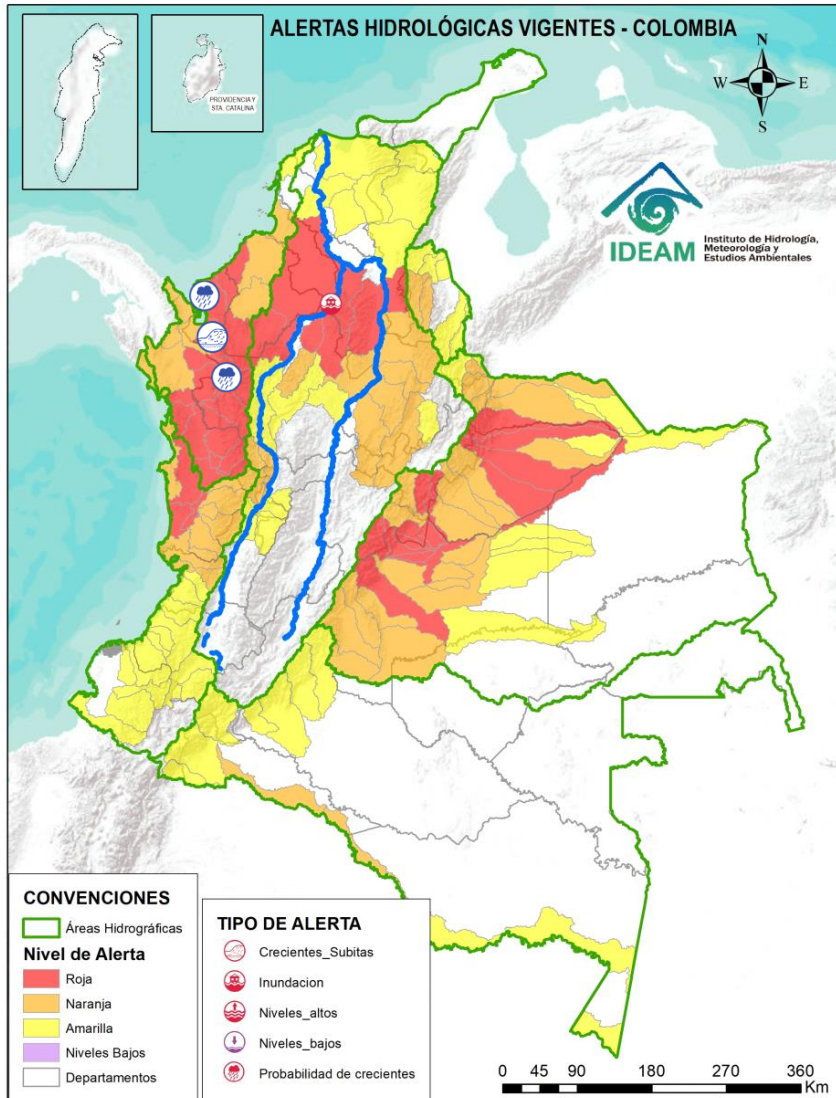 ALERTAS HIDROLÓGICAS VIGENTES - COLOMBIA
PROVIDENCIA Y
STA. CATALINA
N
W
E
S
IDEAM
Instituto de Hidrología,
Meteorología y
Estudios Ambientales
CONVENCIONES
Áreas Hidrográficas
Nivel de Alerta
Roja
Naranja
Amarilla
Niveles Bajos
Departamentos
TIPO DE ALERTA
Crecientes_Subitas
Inundacion
Niveles_altos
Niveles_bajos
Probabilidad de crecientes
0 45 90 180 270 360
Km